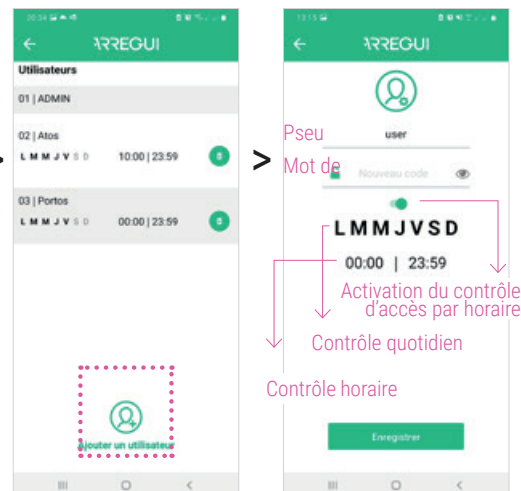 20:34
ARREGUI
Utilisateurs
01 | ADMIN
02 | Atos
L M M J V S D 10:00 | 23:59
03 | Portos
L M M J V S D 00:00 | 23:59
Ajouter un utilisateur
>
13:13
ARREGUI
Pseu
user
Mot de
Nouveau code
L M M J V S D
00:00 | 23:59
Activation du contrôle
d'accès par horaire
Contrôle quotidien
Contrôle horaire
Enregistrer